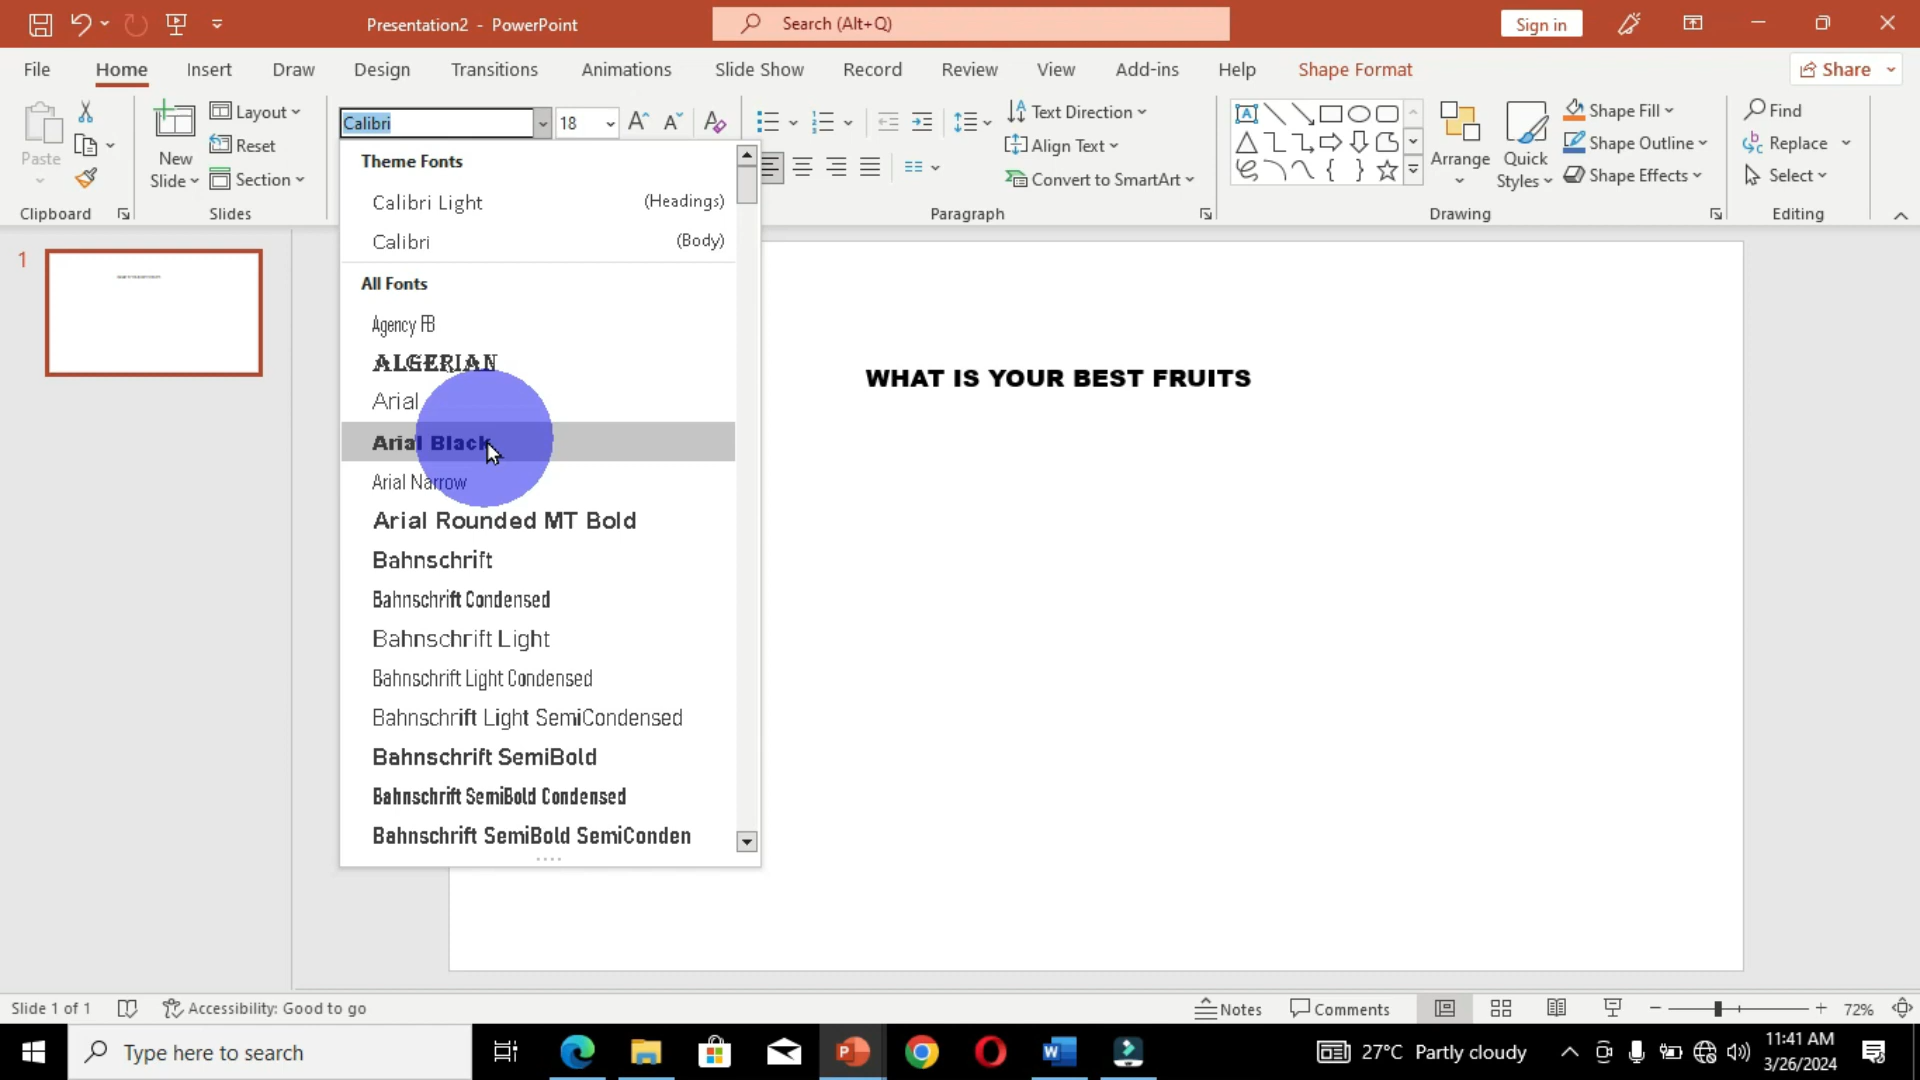 Presentation2 - PowerPoint
Search (Alt+Q)
Sign in
File Home Insert Draw Design Transitions Animations Slide Show Record Review View Add-ins Help Shape Format
Share
Paste
Clipboard
New Slide
Layout
Reset
Section
Slides
Calibri
18
Text Direction
Align Text
Convert to SmartArt
Paragraph
Arrange
Quick Styles
Shape Fill
Shape Outline
Shape Effects
Drawing
Find
Replace
Select
Editing
Theme Fonts
Calibri Light (Headings)
Calibri (Body)
All Fonts
Agency FB
ALGERIAN
Arial
Arial Black
Arial Narrow
Arial Rounded MT Bold
Bahnschrift
Bahnschrift Condensed
Bahnschrift Light
Bahnschrift Light Condensed
Bahnschrift Light SemiCondensed
Bahnschrift SemiBold
Bahnschrift SemiBold Condensed
Bahnschrift SemiBold SemiConden
1
WHAT IS YOUR BEST FRUITS
Slide 1 of 1
Accessibility: Good to go
Notes
Comments
72%
Type here to search
27°C Partly cloudy
11:41 AM
3/26/2024